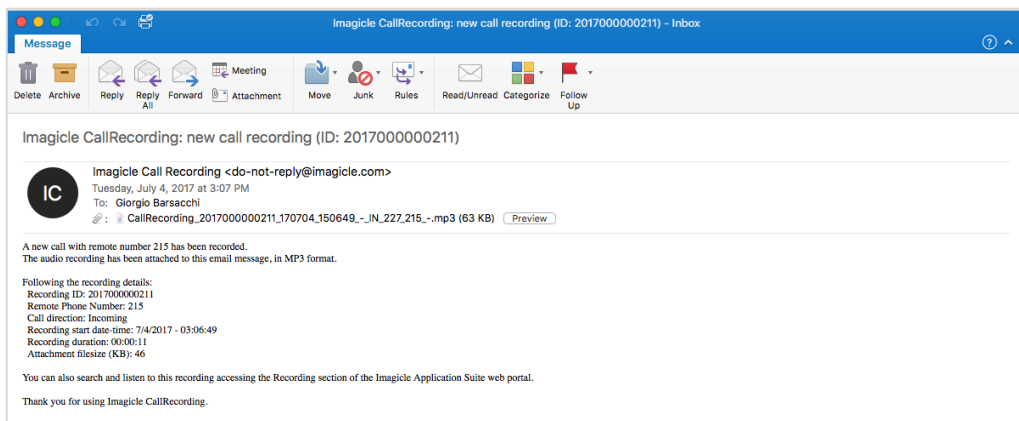 Imagicle CallRecording: new call recording (ID: 2017000000211) - Inbox
Message
Delete Archive Reply Reply All Forward Meeting Attachment Move Junk Rules Read/Unread Categorize Follow Up
Imagicle CallRecording: new call recording (ID: 2017000000211)
IC
Imagicle Call Recording <do-not-reply@imagicle.com>
Tuesday, July 4, 2017 at 3:07 PM
To: Giorgio Barsacchi
CallRecording_2017000000211_170704_150649_-_IN_227_215_-.mp3 (63 KB) Preview
A new call with remote number 215 has been recorded.
The audio recording has been attached to this email message, in MP3 format.
Following the recording details:
Recording ID: 2017000000211
Remote Phone Number: 215
Call direction: Incoming
Recording start date-time: 7/4/2017 - 03:06:49
Recording duration: 00:00:11
Attachment filesize (KB): 46
You can also search and listen to this recording accessing the Recording section of the Imagicle Application Suite web portal.
Thank you for using Imagicle CallRecording.